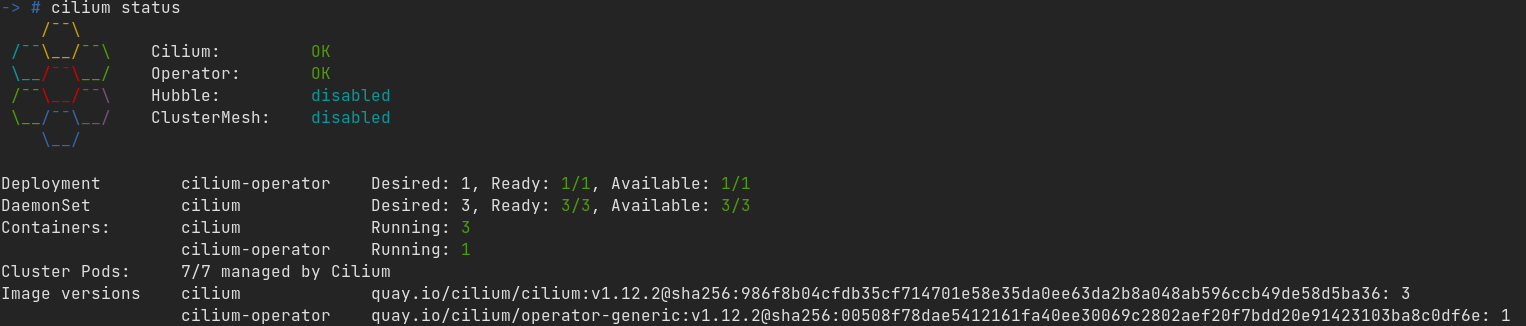 -> # cilium status
    /¯¯\
 /¯¯\__/¯¯\    Cilium:         OK
 \__/¯¯\__/    Operator:       OK
 /¯¯\__/¯¯\    Hubble:         disabled
 \__/¯¯\__/    ClusterMesh:    disabled
    \__/
Deployment        cilium-operator    Desired: 1, Ready: 1/1, Available: 1/1
DaemonSet         cilium             Desired: 3, Ready: 3/3, Available: 3/3
Containers:       cilium             Running: 3
                  cilium-operator    Running: 1
Cluster Pods:     7/7 managed by Cilium
Image versions    cilium             quay.io/cilium/cilium:v1.12.2@sha256:986f8b04cfdb35cf714701e58e35da0ee63da2b8a048ab596ccb49de58d5ba36: 3
                  cilium-operator    quay.io/cilium/operator-generic:v1.12.2@sha256:00508f78dae5412161fa40ee30069c2802aef20f7bdd20e91423103ba8c0df6e: 1